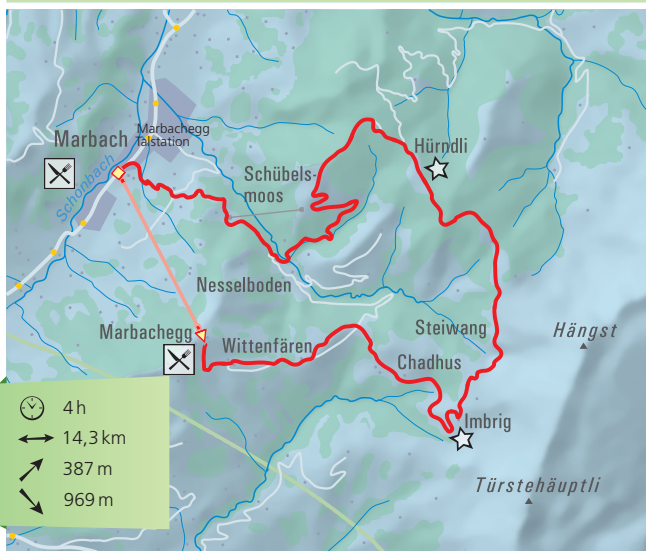 Marbach
Marbachegg
Talstation
Schonbach
Hürndli
Schübels-
moos
Nesselboden
Marbachegg
Wittenfären
Steiwang
Chadhus
Hängst
Imbrig
Türstehäuptli
4 h
14,3 km
387 m
969 m